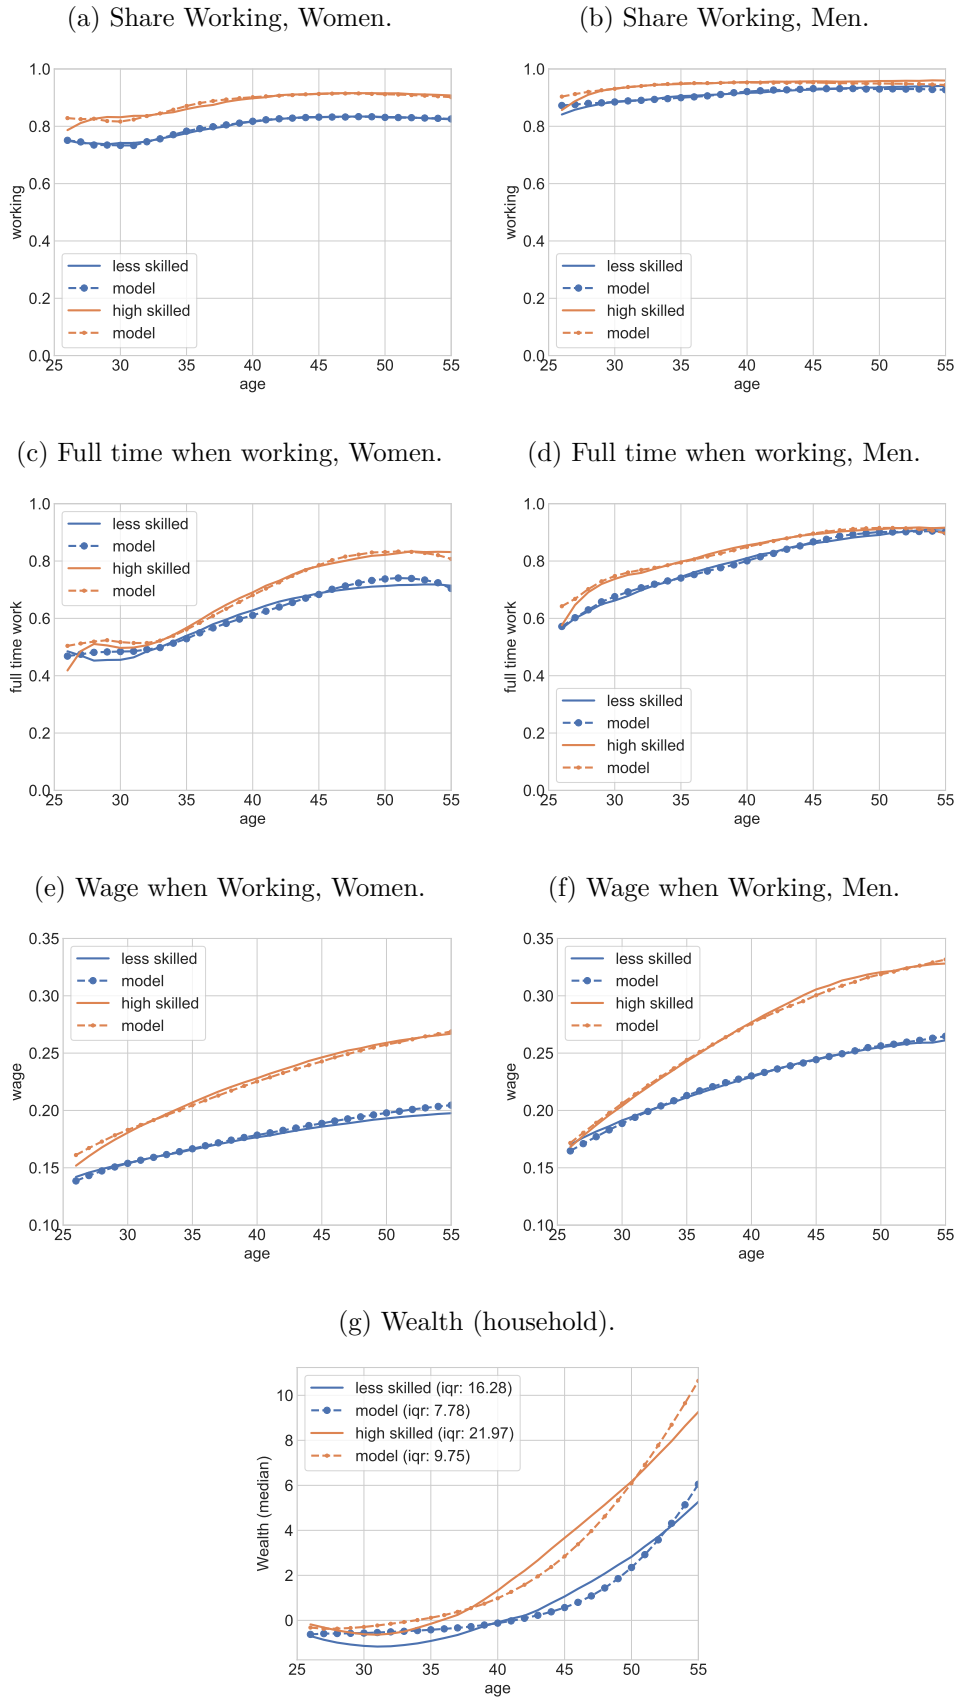 (a) Share Working, Women.
1.0
0.8
0.6
0.4
0.2
0.0
working
less skilled
model
high skilled
model
25 30 35 40 45 50 55
age
(b) Share Working, Men.
1.0
0.8
0.6
0.4
0.2
0.0
working
less skilled
model
high skilled
model
25 30 35 40 45 50 55
age
(c) Full time when working, Women.
1.0
0.8
0.6
0.4
0.2
0.0
full time work
less skilled
model
high skilled
model
25 30 35 40 45 50 55
age
(d) Full time when working, Men.
1.0
0.8
0.6
0.4
0.2
0.0
full time work
less skilled
model
high skilled
model
25 30 35 40 45 50 55
age
(e) Wage when Working, Women.
0.35
0.30
0.25
0.20
0.15
0.10
wage
less skilled
model
high skilled
model
25 30 35 40 45 50 55
age
(f) Wage when Working, Men.
0.35
0.30
0.25
0.20
0.15
0.10
wage
less skilled
model
high skilled
model
25 30 35 40 45 50 55
age
(g) Wealth (household).
10
8
6
4
2
0
Wealth (median)
less skilled (iqr: 16.28)
model (iqr: 7.78)
high skilled (iqr: 21.97)
model (iqr: 9.75)
25 30 35 40 45 50 55
age